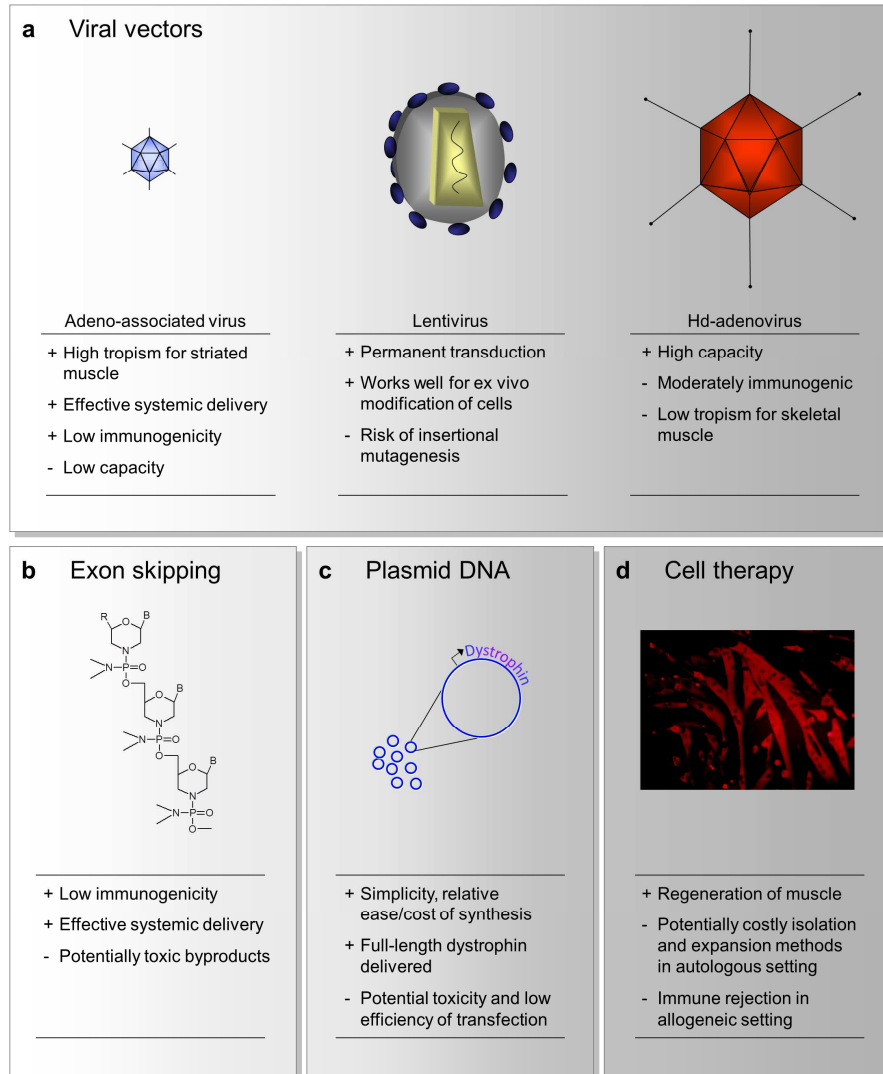 a Viral vectors
Adeno-associated virus
+ High tropism for striated
muscle
+ Effective systemic delivery
+ Low immunogenicity
- Low capacity
Lentivirus
+ Permanent transduction
+ Works well for ex vivo
modification of cells
- Risk of insertional
mutagenesis
Hd-adenovirus
+ High capacity
- Moderately immunogenic
- Low tropism for skeletal
muscle
b Exon skipping
R O B
N
N-P=O
O
O B
N
N-P=O
O
O B
N
N-P=O
O
+ Low immunogenicity
+ Effective systemic delivery
- Potentially toxic byproducts
c Plasmid DNA
Dystrophin
+ Simplicity, relative
ease/cost of synthesis
+ Full-length dystrophin
delivered
- Potential toxicity and low
efficiency of transfection
d Cell therapy
+ Regeneration of muscle
- Potentially costly isolation
and expansion methods
in autologous setting
- Immune rejection in
allogeneic setting